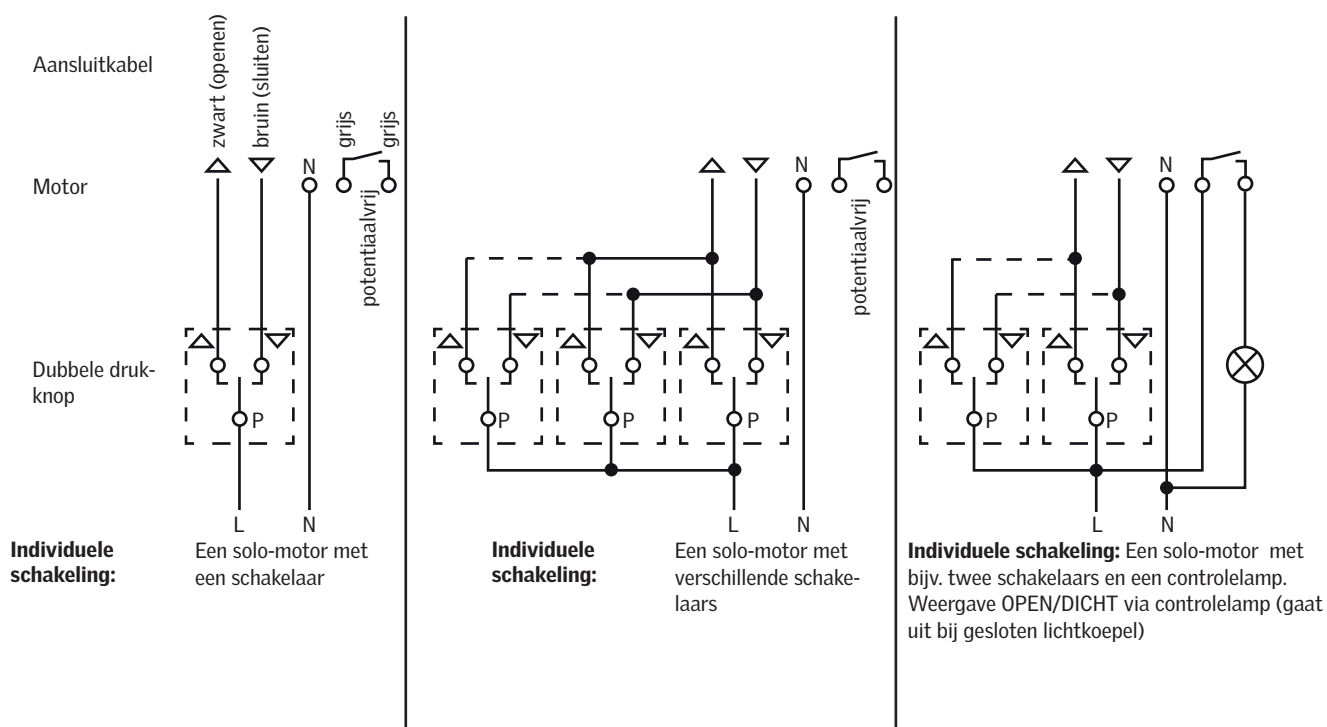 Aansluitkabel
zwart (openen)
bruin (sluiten)
grijs
grijs
N
Motor
potentiaalvrij
Dubbele druk-
knop
P
L
N
Individuele
schakeling:
Een solo-motor met
een schakelaar
N
potentiaalvrij
P
P
P
L
N
Individuele
schakeling:
Een solo-motor met
verschillende schake-
laars
N
P
P
L
N
Individuele schakeling: Een solo-motor met
bijv. twee schakelaars en een controlelamp.
Weergave OPEN/DICHT via controlelamp (gaat
uit bij gesloten lichtkoepel)